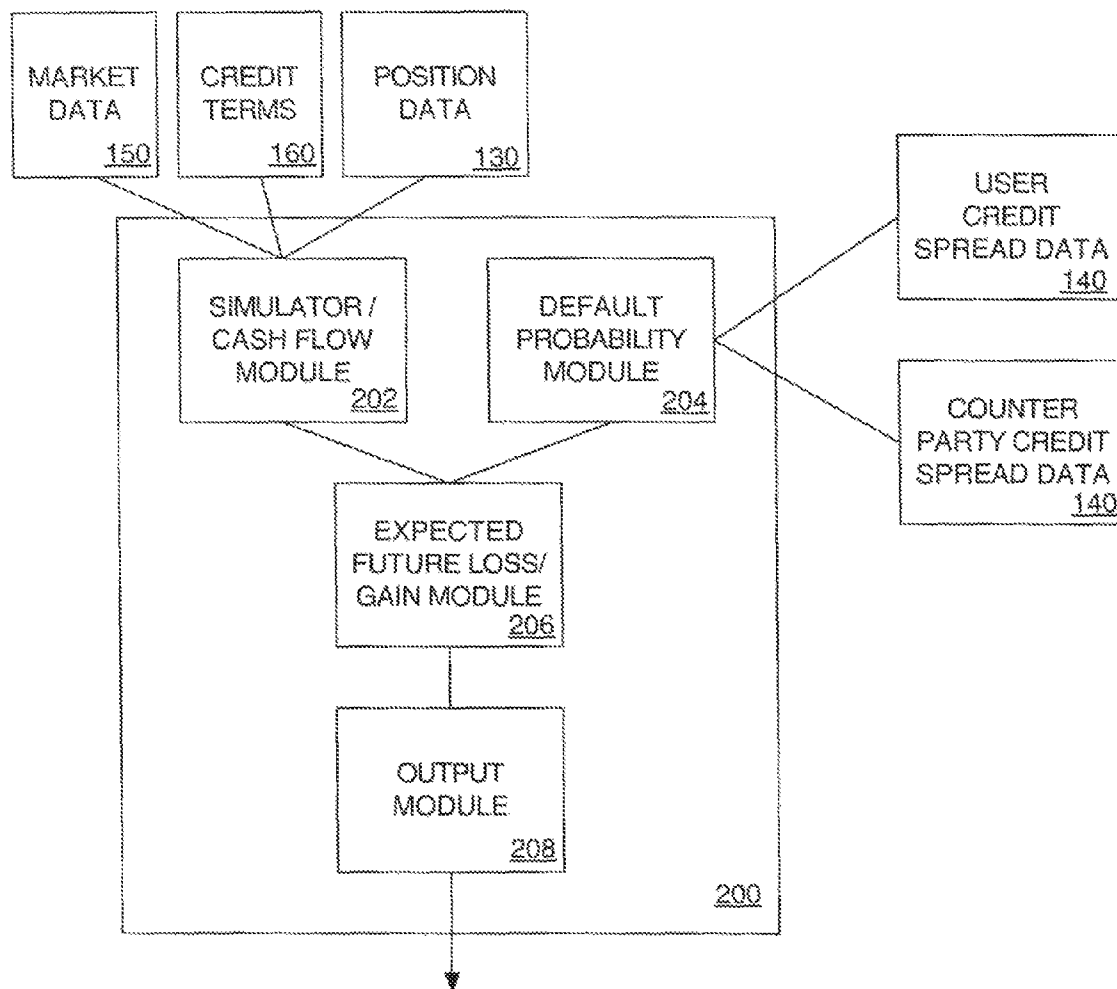 MARKET
DATA
150
CREDIT
TERMS
160
POSITION
DATA
130
USER
CREDIT
SPREAD DATA
140
SIMULATOR /
CASH FLOW
MODULE
202
DEFAULT
PROBABILITY
MODULE
204
COUNTER
PARTY CREDIT
SPREAD DATA
140
EXPECTED
FUTURE LOSS/
GAIN MODULE
206
OUTPUT
MODULE
208
200